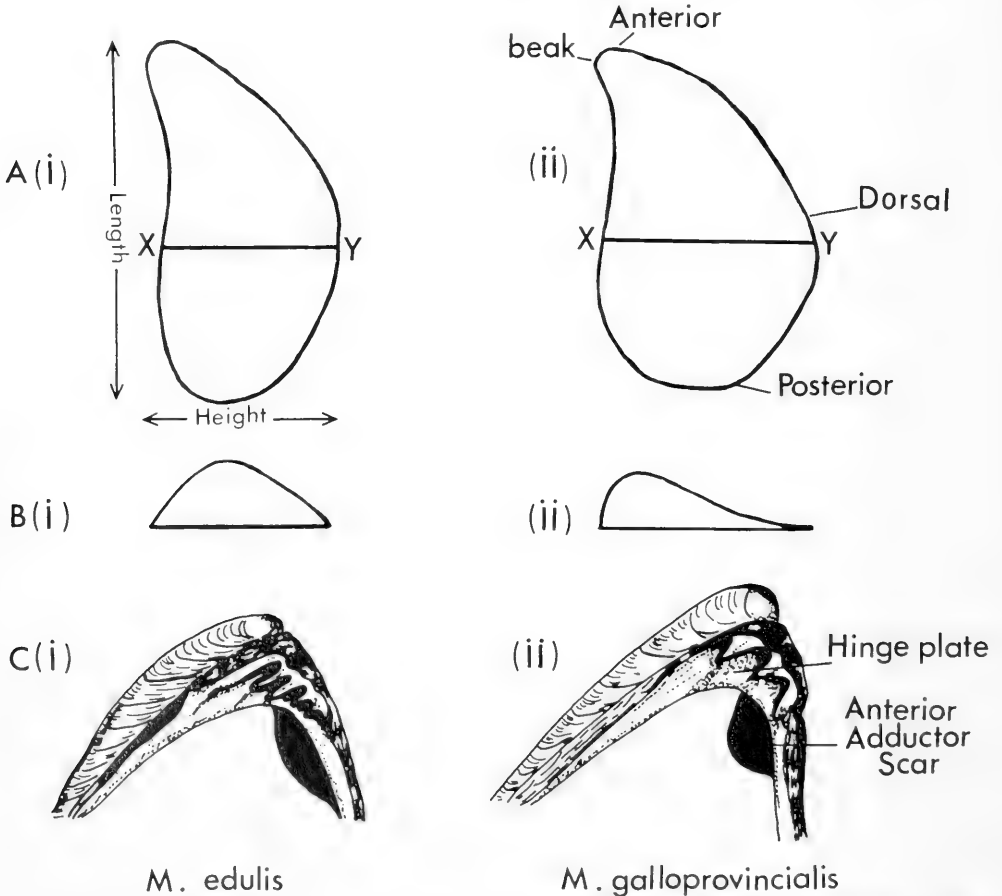 Anterior
beak
A(i)
(ii)
Length
Dorsal
X
Y
X
Y
Posterior
Height
B(i)
(ii)
C(i)
(ii)
Hinge plate
Anterior
Adductor
Scar
M. edulis
M. galloprovincialis